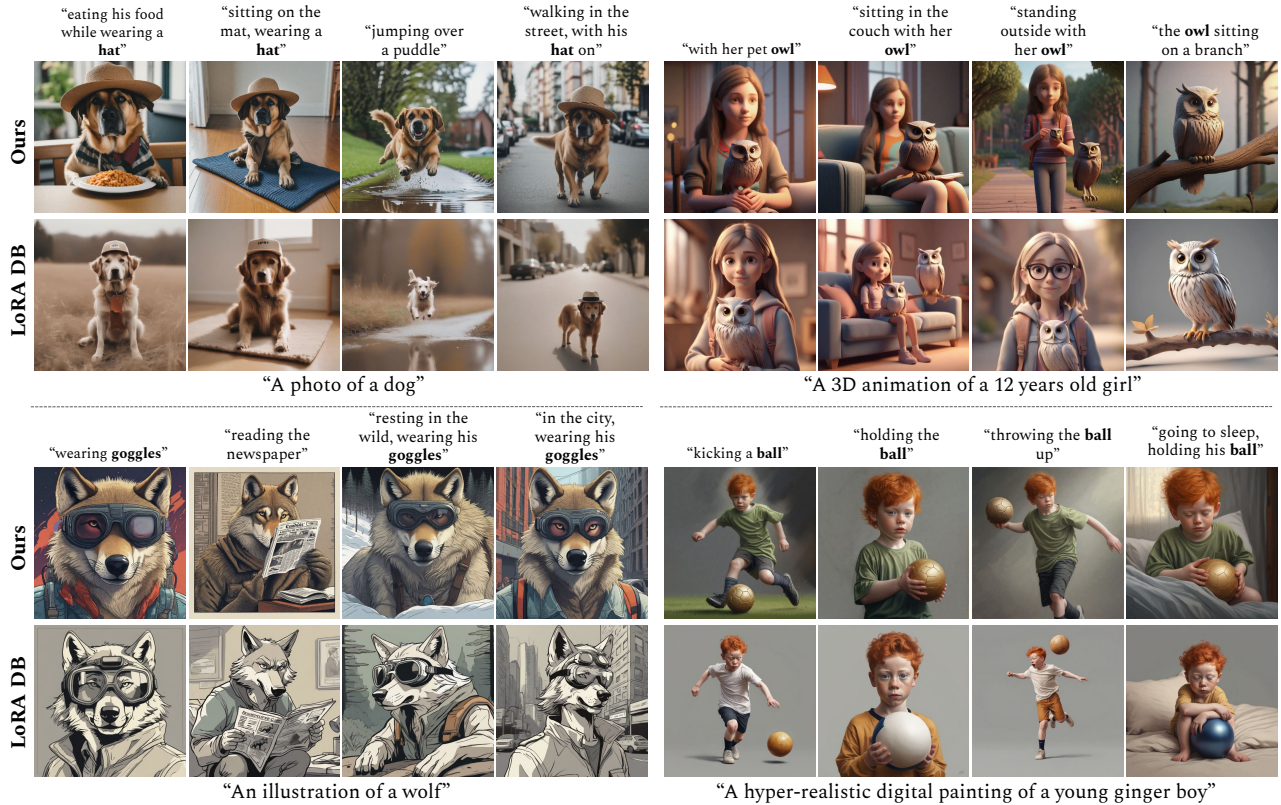 “eating his food
while wearing a
hat”
“sitting on the
mat, wearing a
hat”
“jumping over
a puddle”
“walking in the
street, with his
hat on”
“with her pet owl”
“sitting in the
couch with her
owl”
“standing
outside with
her owl”
“the owl sitting
on a branch”
Ours
LoRA DB
“A photo of a dog”
“A 3D animation of a 12 years old girl”
“wearing goggles”
“reading the
newspaper”
“resting in the
wild, wearing his
goggles”
“in the city,
wearing his
goggles”
“kicking a ball”
“holding the
ball”
“throwing the ball
up”
“going to sleep,
holding his ball”
Ours
LoRA DB
“An illustration of a wolf”
“A hyper-realistic digital painting of a young ginger boy”